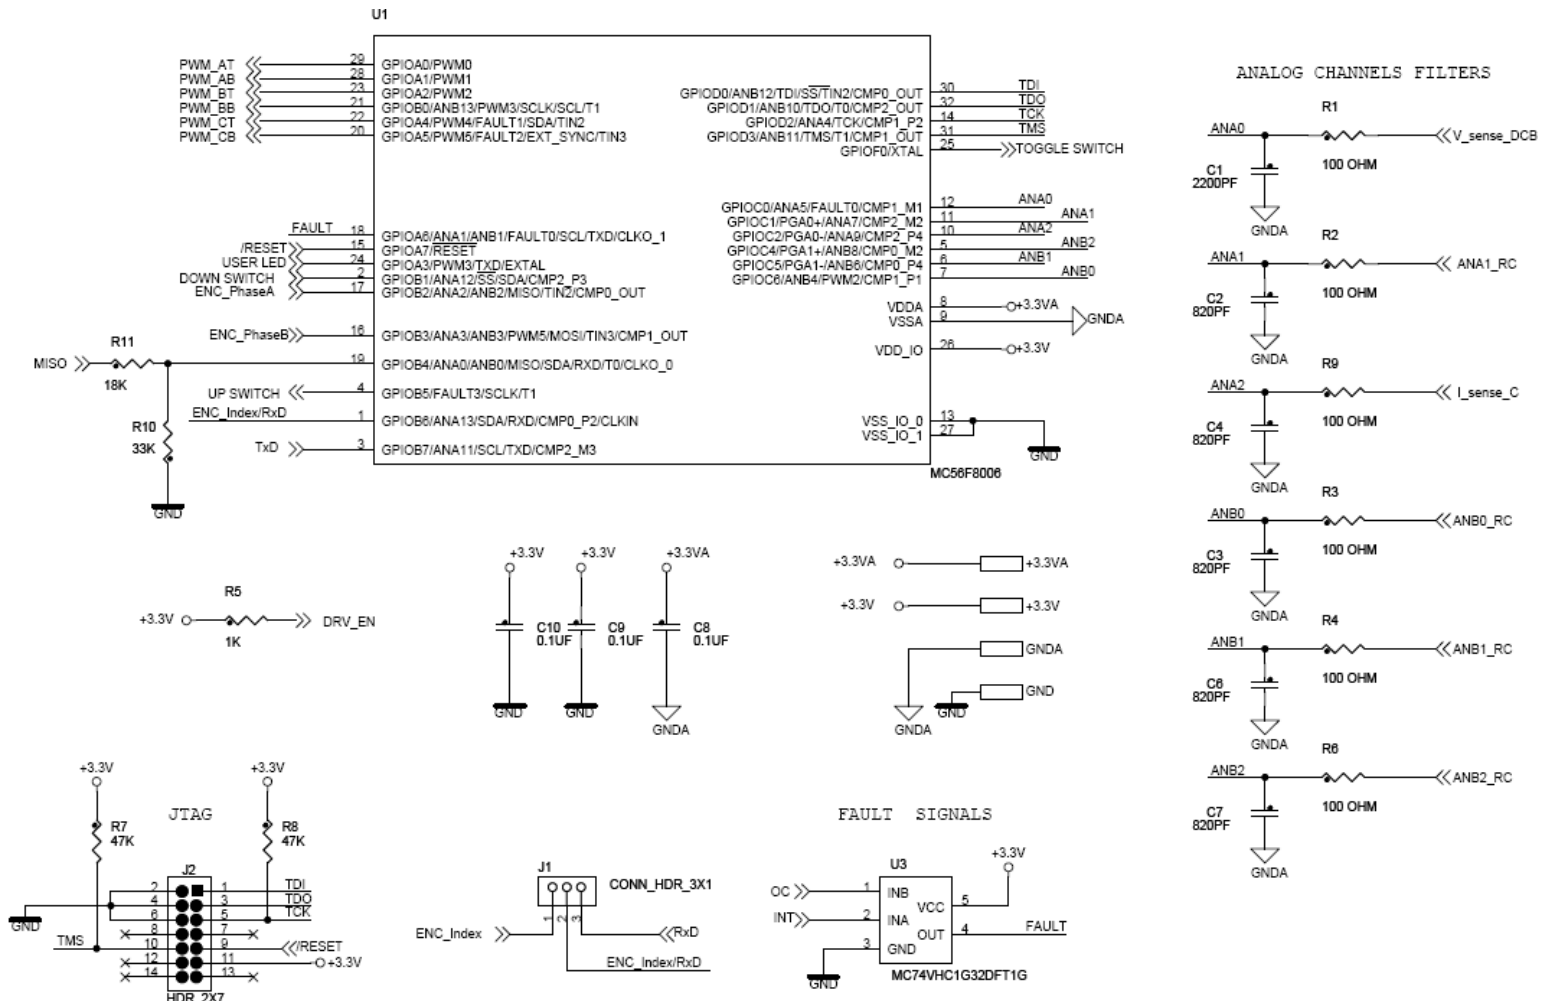 U1
PWM_AT 29 GPIOA0/PWM0
PWM_AB 28 GPIOA1/PWM1
PWM_BT 23 GPIOA2/PWM2
PWM_BB 21 GPIOB0/ANB13/PWM3/SCLK/SCL/T1
PWM_CT 22 GPIOA4/PWM4/FAULT1/SDA/TIN2
PWM_CB 20 GPIOA5/PWM5/FAULT2/EXT_SYNC/TIN3
GPIOD0/ANB12/TDI/SS/TIN2/CMP0_OUT 30 TDI
GPIOD1/ANB10/TDO/T0/CMP2_OUT 32 TDO
GPIOD2/ANA4/TCK/CMP1_P2 14 TCK
GPIOD3/ANB11/TMS/T1/CMP1_OUT 31 TMS
GPIOF0/XTAL 25 TOGGLE SWITCH
GPIOC0/ANA5/FAULT0/CMP1_M1 12 ANA0
GPIOC1/PGA0+/ANA7/CMP2_M2 11 ANA1
GPIOC2/PGA0-/ANA9/CMP2_P4 10 ANA2
GPIOC4/PGA1+/ANB8/CMP0_M2 5 ANB2
GPIOC5/PGA1-/ANB6/CMP0_P4 6 ANB1
GPIOC6/ANB4/PWM2/CMP1_P1 7 ANB0
FAULT 18 GPIOA6/ANA1/ANB1/FAULT0/SCL/TXD/CLKO_1
/RESET 15 GPIOA7/RESET
USER LED 24 GPIOA3/PWM3/TXD/EXTAL
DOWN SWITCH 2 GPIOB1/ANA12/SS/SDA/CMP2_P3
ENC_PhaseA 17 GPIOB2/ANA2/ANB2/MISO/TIN2/CMP0_OUT
ENC_PhaseB 16 GPIOB3/ANA3/ANB3/PWM5/MOSI/TIN3/CMP1_OUT
MISO R11 18K 19 GPIOB4/ANA0/ANB0/MISO/SDA/RXD/T0/CLKO_0
UP SWITCH 4 GPIOB5/FAULT3/SCLK/T1
ENC_Index/RxD 1 GPIOB6/ANA13/SDA/RXD/CMP0_P2/CLKIN
TxD 3 GPIOB7/ANA11/SCL/TXD/CMP2_M3
R10
33K
GND
VDDA 8 +3.3VA
VSSA 9 GNDA
VDD_IO 26 +3.3V
VSS_IO_0 13
VSS_IO_1 27
GND
MC56F8006
ANALOG CHANNELS FILTERS
R1
ANA0 V_sense_DCB
100 OHM
C1
2200PF
GNDA
R2
ANA1 ANA1_RC
100 OHM
C2
820PF
GNDA
R9
ANA2 I_sense_C
100 OHM
C4
820PF
GNDA
R3
ANB0 ANB0_RC
100 OHM
C3
820PF
GNDA
R4
ANB1 ANB1_RC
100 OHM
C6
820PF
GNDA
R6
ANB2 ANB2_RC
100 OHM
C7
820PF
GNDA
R5
+3.3V DRV_EN
1K
+3.3V +3.3V +3.3VA
C10 C9 C8
0.1UF 0.1UF 0.1UF
GND GND GNDA
+3.3VA +3.3VA
+3.3V +3.3V
GNDA
GND
GNDA GND
+3.3V +3.3V
JTAG
R7 R8
47K 47K
J2
2 1 TDI
4 3 TDO
6 5 TCK
GND
8 7
TMS 10 9 /RESET
12 11 +3.3V
14 13
HDR_2X7
J1
CONN_HDR_3X1
1 2 3
ENC_Index RxD
ENC_Index/RxD
FAULT SIGNALS
U3
+3.3V
OC 1 INB
VCC 5
INT 2 INA
OUT 4 FAULT
3 GND
GND
MC74VHC1G32DFT1G